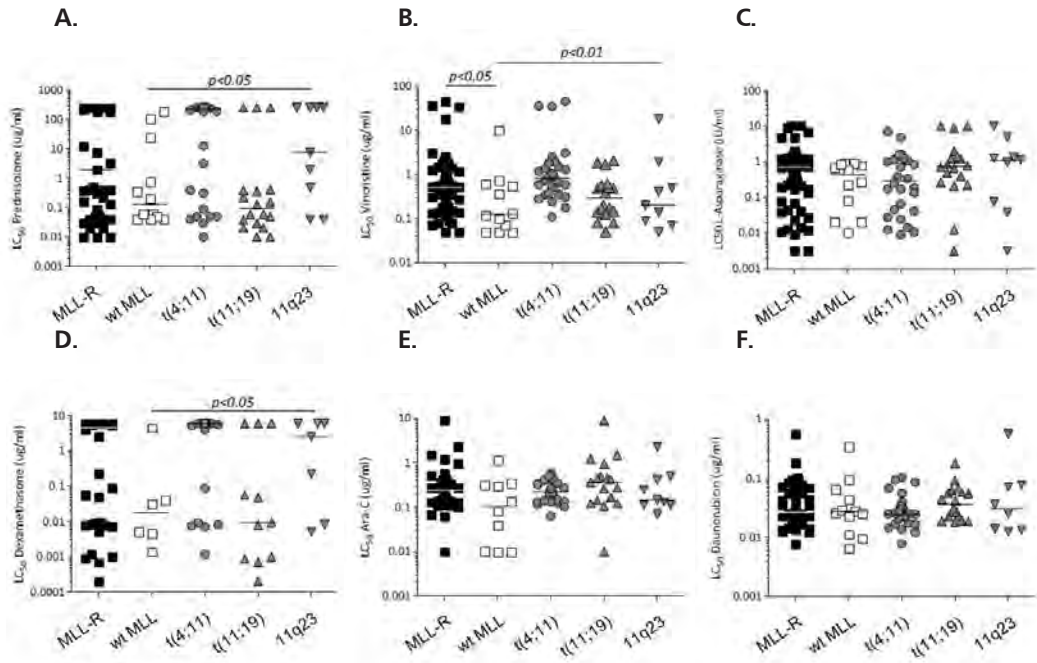 A.
B.
C.
p<0.01
p<0.05
p<0.05
LC50 Prednisone (ug/ml)
1000
100
10
1
0.1
0.01
0.001
MLL-R
wt MLL
t(4;11)
t(11;19)
11q23
LC50 Vincristine (ug/ml)
100
10
1
0.1
0.01
MLL-R
wt MLL
t(4;11)
t(11;19)
11q23
LC50 L-Asparaginase (IU/ml)
100
10
1
0.1
0.01
0.001
MLL-R
wt MLL
t(4;11)
t(11;19)
11q23
D.
E.
F.
p<0.05
LC50 Dexamethasone (ug/ml)
10
1
0.1
0.01
0.001
0.0001
MLL-R
wt MLL
t(4;11)
t(11;19)
11q23
LC50 Ara-C (ug/ml)
10
1
0.1
0.01
0.001
MLL-R
wt MLL
t(4;11)
t(11;19)
11q23
LC50 Daunorubicin (ug/ml)
1
0.1
0.01
0.001
MLL-R
wt MLL
t(4;11)
t(11;19)
11q23